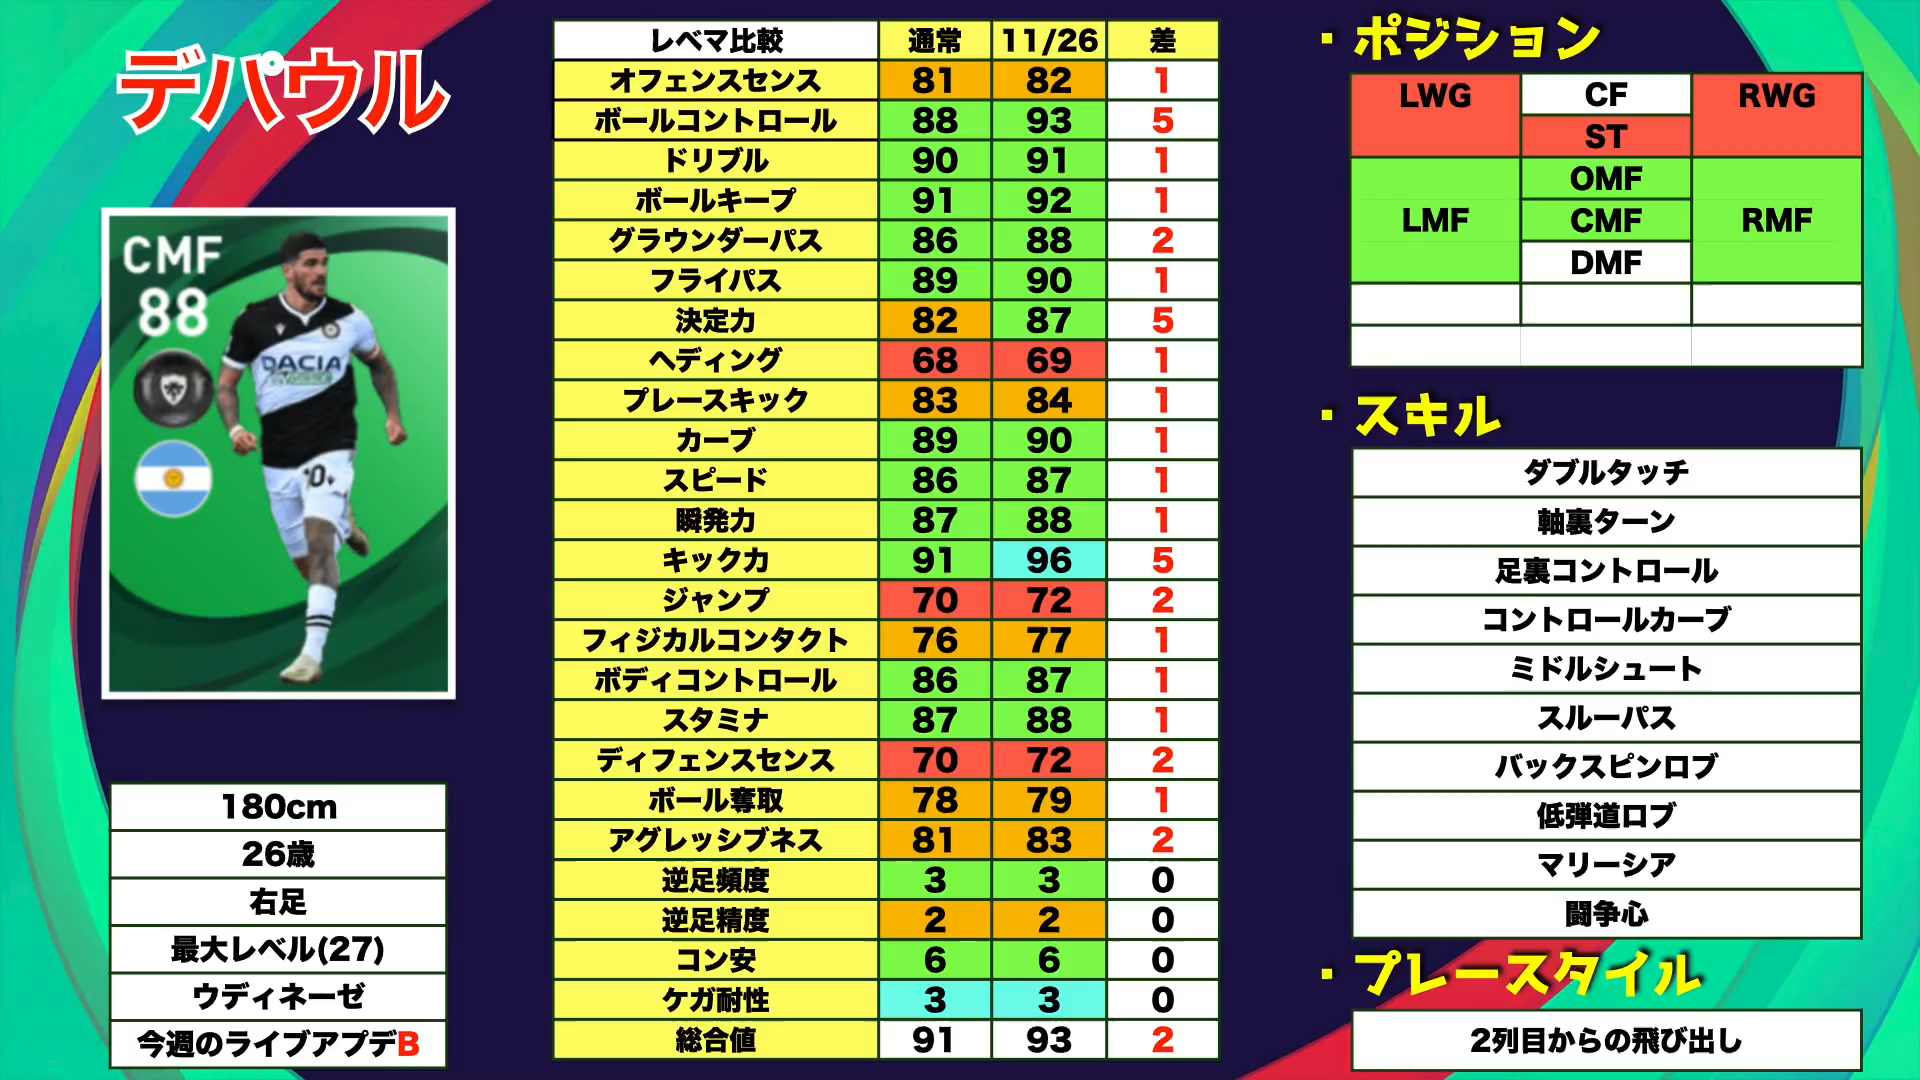 デパウル
CMF
88
DACIA
10
180cm
26歳
右足
最大レベル(27)
ウディネーゼ
今週のライブアプデB
レベマ比較 通常 11/26 差
オフェンスセンス 81 82 1
ボールコントロール 88 93 5
ドリブル 90 91 1
ボールキープ 91 92 1
グラウンダーパス 86 88 2
フライパス 89 90 1
決定力 82 87 5
ヘディング 68 69 1
プレースキック 83 84 1
カーブ 89 90 1
スピード 86 87 1
瞬発力 87 88 1
キック力 91 96 5
ジャンプ 70 72 2
フィジカルコンタクト 76 77 1
ボディコントロール 86 87 1
スタミナ 87 88 1
ディフェンスセンス 70 72 2
ボール奪取 78 79 1
アグレッシブネス 81 83 2
逆足頻度 3 3 0
逆足精度 2 2 0
コン安 6 6 0
ケガ耐性 3 3 0
総合値 91 93 2
・ポジション
LWG CF RWG
ST
OMF
LMF CMF RMF
DMF
・スキル
ダブルタッチ
軸裏ターン
足裏コントロール
コントロールカーブ
ミドルシュート
スルーパス
バックスピンロブ
低弾道ロブ
マリーシア
闘争心
・プレースタイル
2列目からの飛び出し